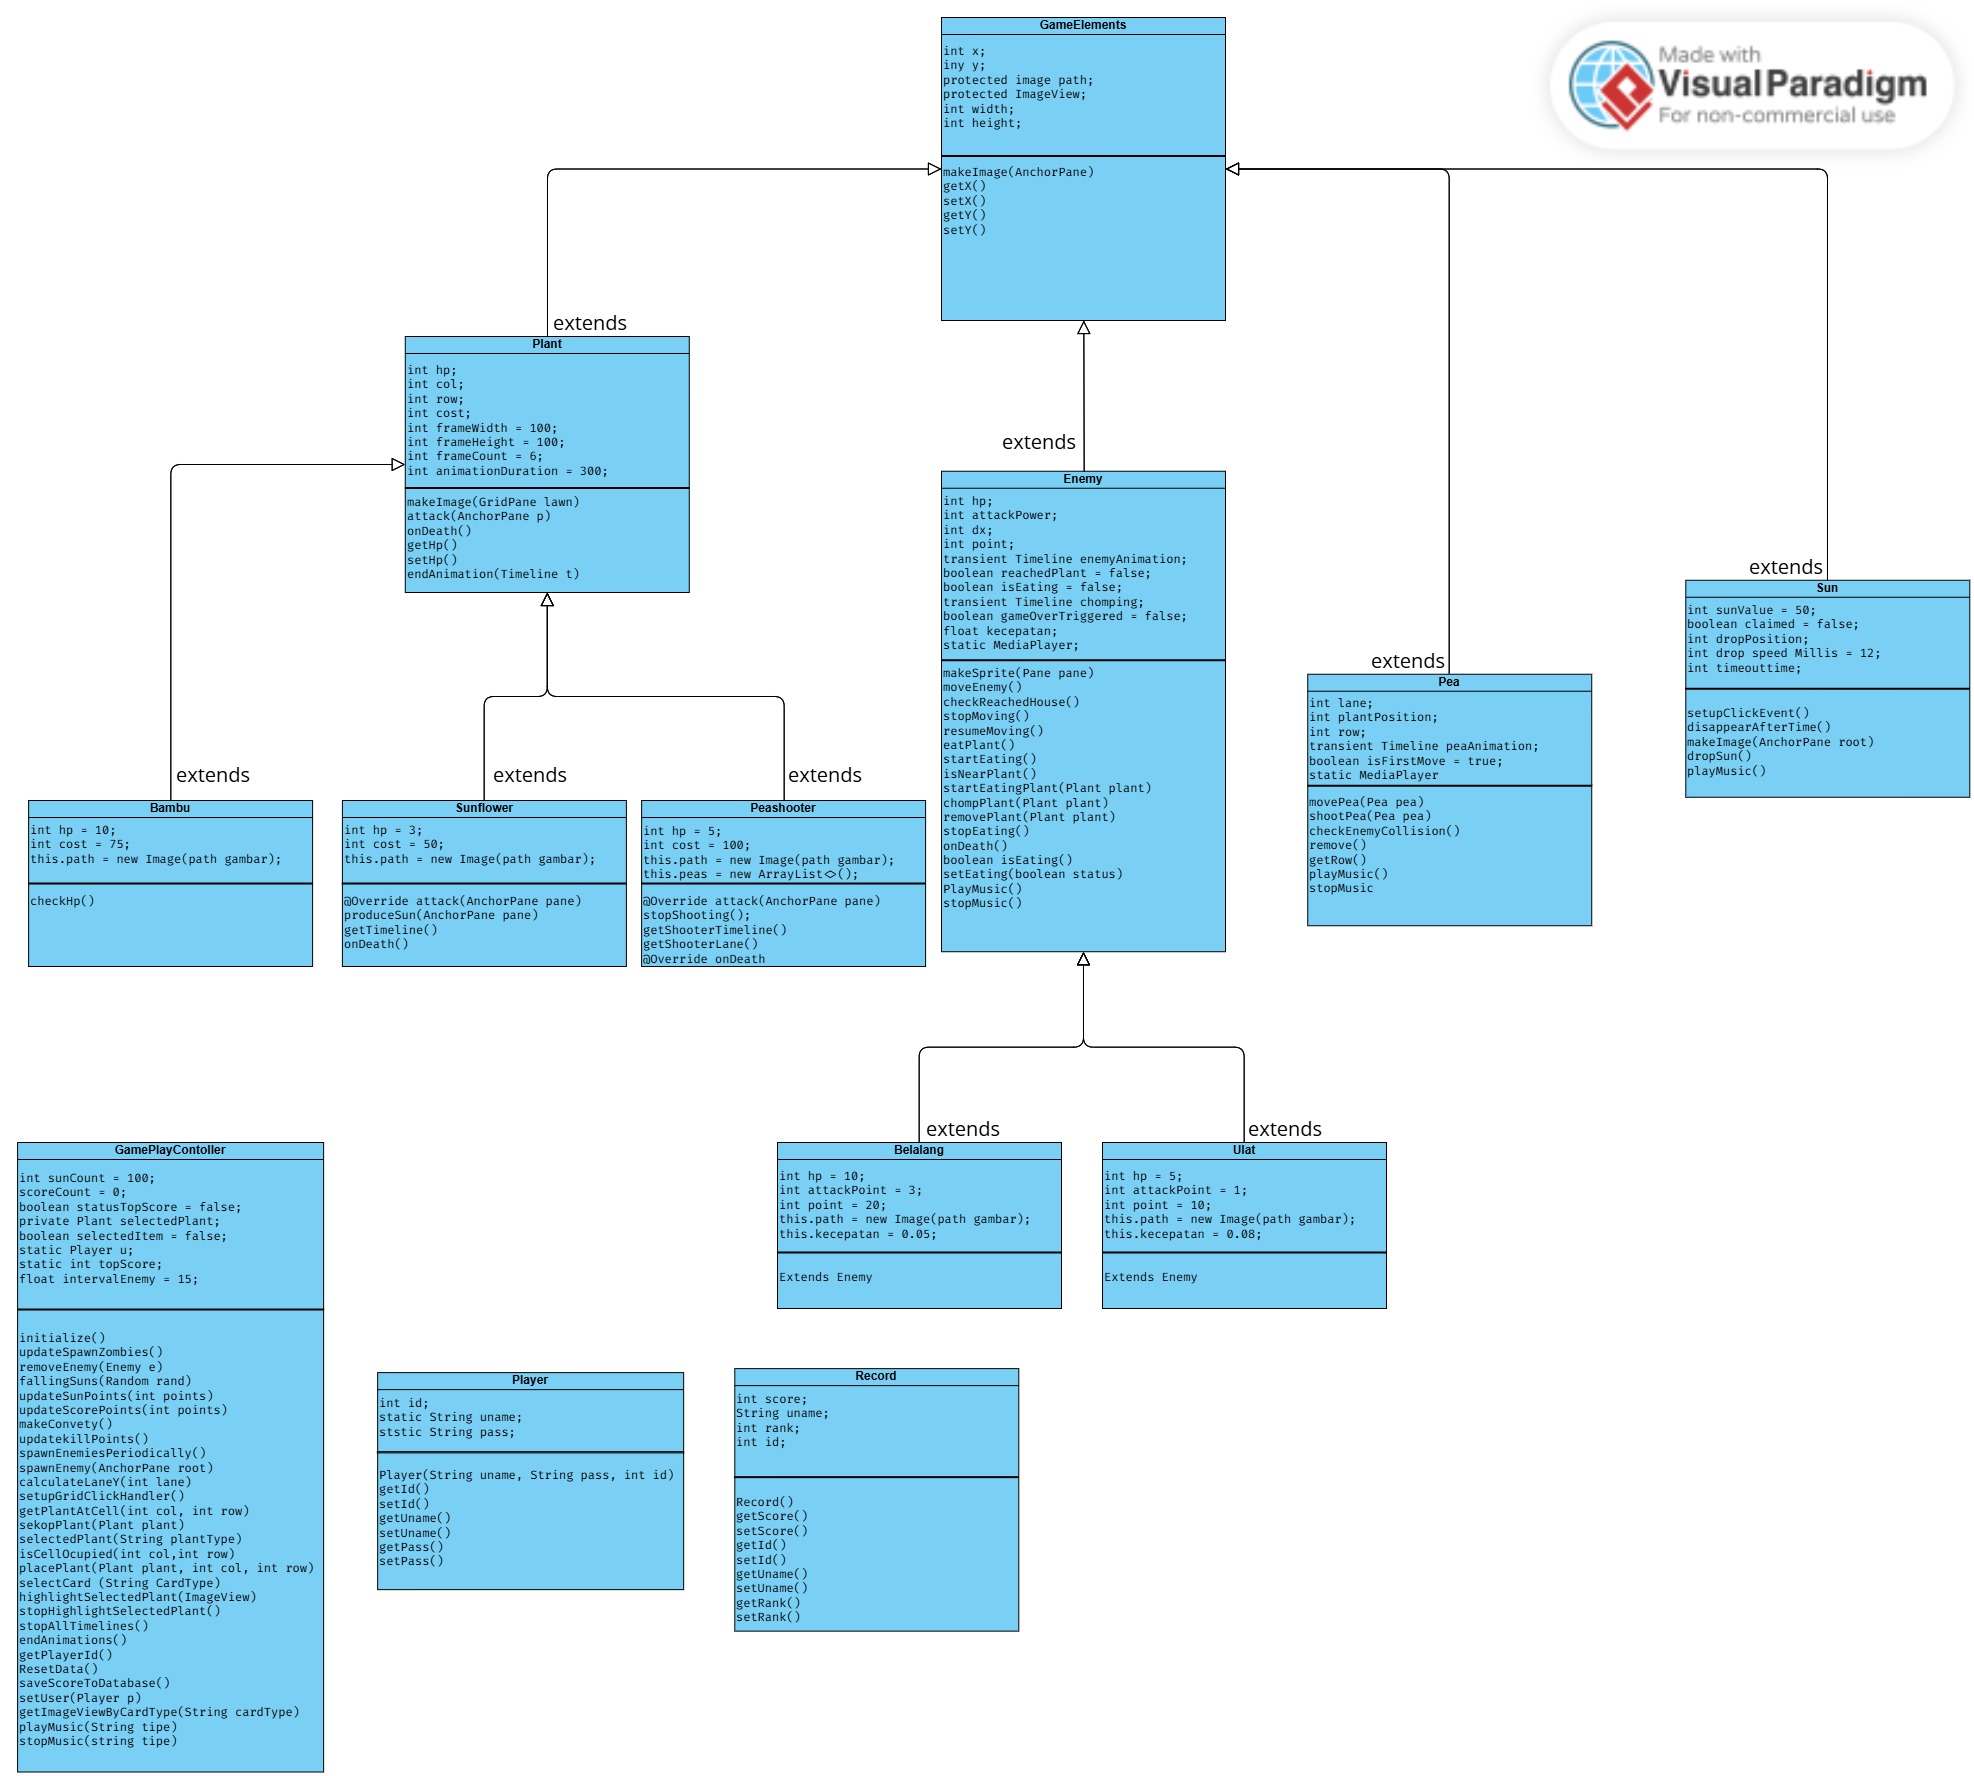 GameElements
int x;
iny y;
protected image path;
protected ImageView;
int width;
int height;
makeImage(AnchorPane)
getX()
setX()
getY()
setY()
Made with
Visual Paradigm
For non-commercial use
extends
Plant
int hp;
int col;
int row;
int cost;
int frameWidth = 100;
int frameHeight = 100;
int frameCount = 6;
int animationDuration = 300;
makeImage(GridPane lawn)
attack(AnchorPane p)
onDeath()
getHp()
setHp()
endAnimation(Timeline t)
extends
Enemy
int hp;
int attackPower;
int dx;
int point;
transient Timeline enemyAnimation;
boolean reachedPlant = false;
boolean isEating = false;
transient Timeline chomping;
boolean gameOverTriggered = false;
float kecepatan;
static MediaPlayer;
makeSprite(Pane pane)
moveEnemy()
checkReachedHouse()
stopMoving()
resumeMoving()
eatPlant()
startEating()
isNearPlant()
startEatingPlant(Plant plant)
chompPlant(Plant plant)
removePlant(Plant plant)
stopEating()
onDeath()
boolean isEating()
setEating(boolean status)
PlayMusic()
stopMusic()
extends
Pea
int lane;
int plantPosition;
int row;
transient Timeline peaAnimation;
boolean isFirstMove = true;
static MediaPlayer
movePea(Pea pea)
shootPea(Pea pea)
checkEnemyCollision()
remove()
getRow()
playMusic()
stopMusic
extends
Sun
int sunValue = 50;
boolean claimed = false;
int dropPosition;
int drop speed Millis = 12;
int timeouttime;
setupClickEvent()
disappearAfterTime()
makeImage(AnchorPane root)
dropSun()
playMusic()
extends
Bambu
int hp = 10;
int cost = 75;
this.path = new Image(path gambar);
checkHp()
extends
Sunflower
int hp = 3;
int cost = 50;
this.path = new Image(path gambar);
@Override attack(AnchorPane pane)
produceSun(AnchorPane pane)
getTimeline()
onDeath()
extends
Peashooter
int hp = 5;
int cost = 100;
this.path = new Image(path gambar);
this.peas = new ArrayList<>();
@Override attack(AnchorPane pane)
stopShooting();
getShooterTimeline()
getShooterLane()
@Override onDeath
extends
Belalang
int hp = 10;
int attackPoint = 3;
int point = 20;
this.path = new Image(path gambar);
this.kecepatan = 0.05;
Extends Enemy
extends
Ulat
int hp = 5;
int attackPoint = 1;
int point = 10;
this.path = new Image(path gambar);
this.kecepatan = 0.08;
Extends Enemy
GamePlayContoller
int sunCount = 100;
scoreCount = 0;
boolean statusTopScore = false;
private Plant selectedPlant;
boolean selectedItem = false;
static Player u;
static int topScore;
float intervalEnemy = 15;
initialize()
updateSpawnZombies()
removeEnemy(Enemy e)
fallingSuns(Random rand)
updateSunPoints(int points)
updateScorePoints(int points)
makeConvety()
updatekillPoints()
spawnEnemiesPeriodically()
spawnEnemy(AnchorPane root)
calculateLaneY(int lane)
setupGridClickHandler()
getPlantAtCell(int col, int row)
sekopPlant(Plant plant)
selectedPlant(String plantType)
isCellOcupied(int col,int row)
placePlant(Plant plant, int col, int row)
selectCard (String CardType)
highlightSelectedPlant(ImageView)
stopHighlightSelectedPlant()
stopAllTimelines()
endAnimations()
getPlayerId()
ResetData()
saveScoreToDatabase()
setUser(Player p)
getImageViewByCardType(String cardType)
playMusic(String tipe)
stopMusic(string tipe)
Player
int id;
static String uname;
ststic String pass;
Player(String uname, String pass, int id)
getId()
setId()
getUname()
setUname()
getPass()
setPass()
Record
int score;
String uname;
int rank;
int id;
Record()
getScore()
setScore()
getId()
setId()
getUname()
setUname()
getRank()
setRank()